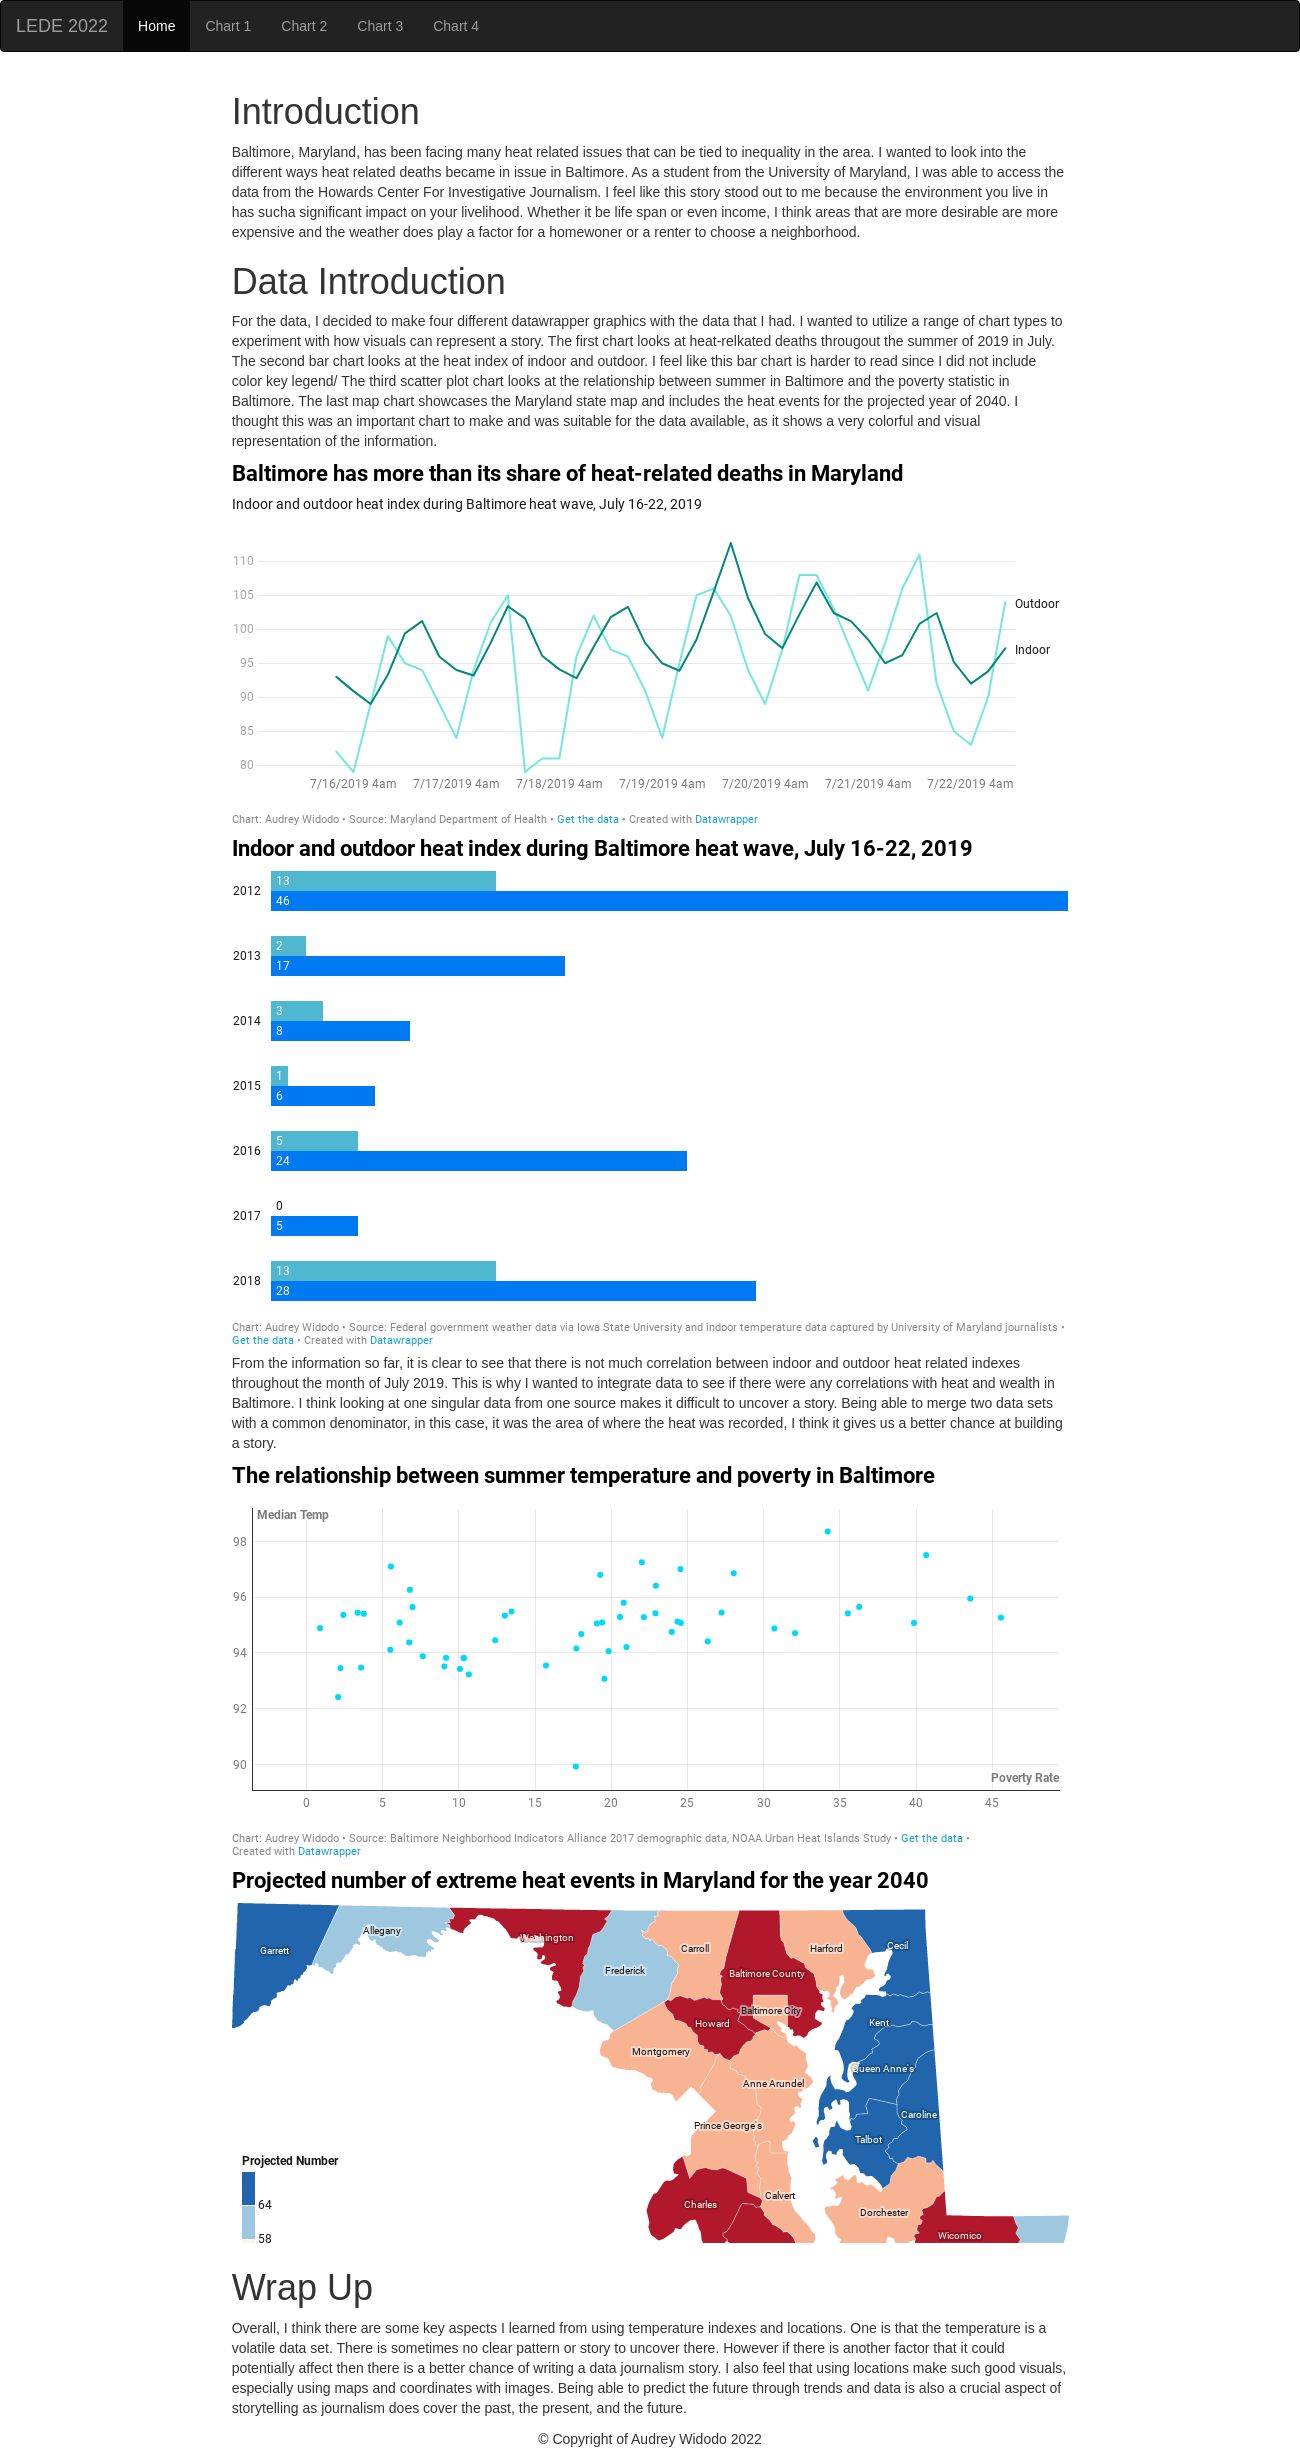 LEDE 2022 Home Chart 1 Chart 2 Chart 3 Chart 4
Introduction
Baltimore, Maryland, has been facing many heat related issues that can be tied to inequality in the area. I wanted to look into the
different ways heat related deaths became in issue in Baltimore. As a student from the University of Maryland, I was able to access the
data from the Howards Center For Investigative Journalism. I feel like this story stood out to me because the environment you live in
has sucha significant impact on your livelihood. Whether it be life span or even income, I think areas that are more desirable are more
expensive and the weather does play a factor for a homewoner or a renter to choose a neighborhood.
Data Introduction
For the data, I decided to make four different datawrapper graphics with the data that I had. I wanted to utilize a range of chart types to
experiment with how visuals can represent a story. The first chart looks at heat-relkated deaths througout the summer of 2019 in July.
The second bar chart looks at the heat index of indoor and outdoor. I feel like this bar chart is harder to read since I did not include
color key legend/ The third scatter plot chart looks at the relationship between summer in Baltimore and the poverty statistic in
Baltimore. The last map chart showcases the Maryland state map and includes the heat events for the projected year of 2040. I
thought this was an important chart to make and was suitable for the data available, as it shows a very colorful and visual
representation of the information.
Baltimore has more than its share of heat-related deaths in Maryland
Indoor and outdoor heat index during Baltimore heat wave, July 16-22, 2019
110
105
Outdoor
100
Indoor
95
90
85
80
7/16/2019 4am 7/17/2019 4am 7/18/2019 4am 7/19/2019 4am 7/20/2019 4am 7/21/2019 4am 7/22/2019 4am
Chart: Audrey Widodo • Source: Maryland Department of Health • Get the data • Created with Datawrapper
Indoor and outdoor heat index during Baltimore heat wave, July 16-22, 2019
2012
13
46
2013
2
17
2014
3
8
2015
1
6
2016
5
24
2017
0
5
2018
13
28
Chart: Audrey Widodo • Source: Federal government weather data via Iowa State University and indoor temperature data captured by University of Maryland journalists •
Get the data • Created with Datawrapper
From the information so far, it is clear to see that there is not much correlation between indoor and outdoor heat related indexes
throughout the month of July 2019. This is why I wanted to integrate data to see if there were any correlations with heat and wealth in
Baltimore. I think looking at one singular data from one source makes it difficult to uncover a story. Being able to merge two data sets
with a common denominator, in this case, it was the area of where the heat was recorded, I think it gives us a better chance at building
a story.
The relationship between summer temperature and poverty in Baltimore
Median Temp
98
96
94
92
90
Poverty Rate
0 5 10 15 20 25 30 35 40 45
Chart: Audrey Widodo • Source: Baltimore Neighborhood Indicators Alliance 2017 demographic data, NOAA Urban Heat Islands Study • Get the data •
Created with Datawrapper
Projected number of extreme heat events in Maryland for the year 2040
Allegany
Washington
Garrett
Carroll
Harford
Cecil
Frederick
Baltimore County
Baltimore City
Howard
Kent
Montgomery
Queen Anne's
Anne Arundel
Caroline
Prince George's
Talbot
Calvert
Charles
Dorchester
Wicomico
Projected Number
64
58
Wrap Up
Overall, I think there are some key aspects I learned from using temperature indexes and locations. One is that the temperature is a
volatile data set. There is sometimes no clear pattern or story to uncover there. However if there is another factor that it could
potentially affect then there is a better chance of writing a data journalism story. I also feel that using locations make such good visuals,
especially using maps and coordinates with images. Being able to predict the future through trends and data is also a crucial aspect of
storytelling as journalism does cover the past, the present, and the future.
© Copyright of Audrey Widodo 2022